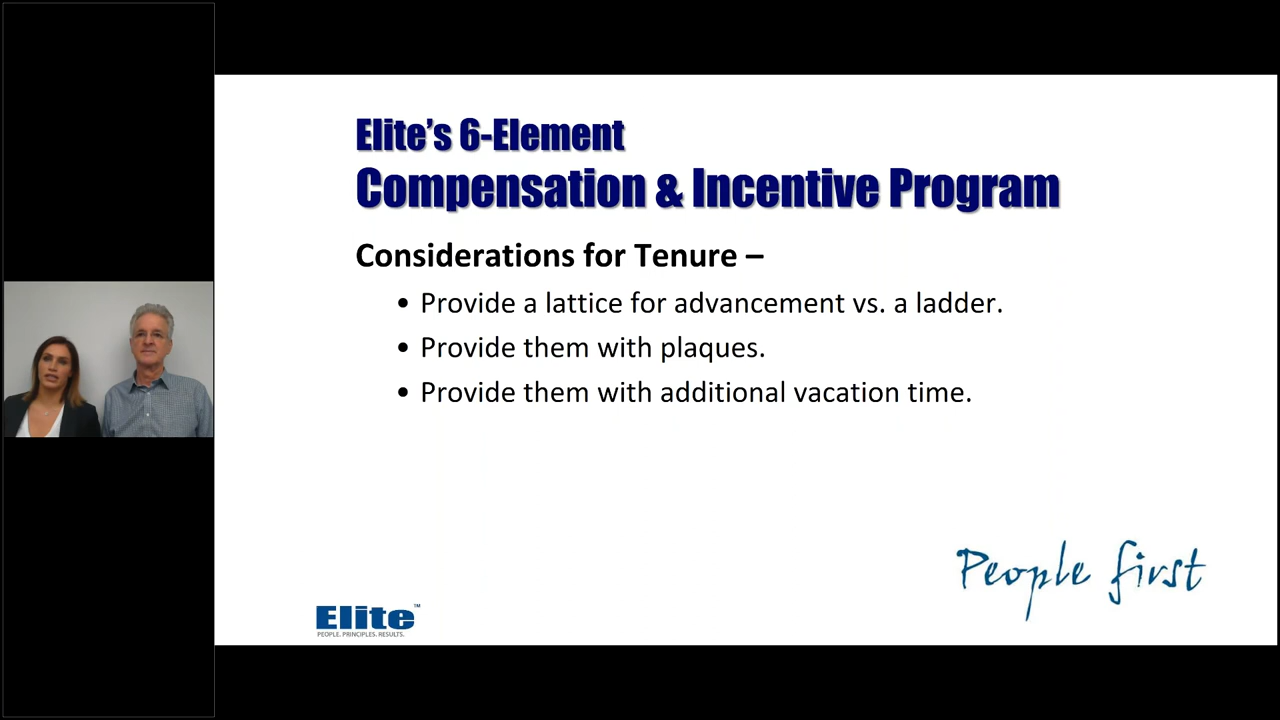 Elite’s 6-Element
Compensation & Incentive Program
Considerations for Tenure –
• Provide a lattice for advancement vs. a ladder.
• Provide them with plaques.
• Provide them with additional vacation time.
People first
Elite™
PEOPLE. PRINCIPLES. RESULTS.